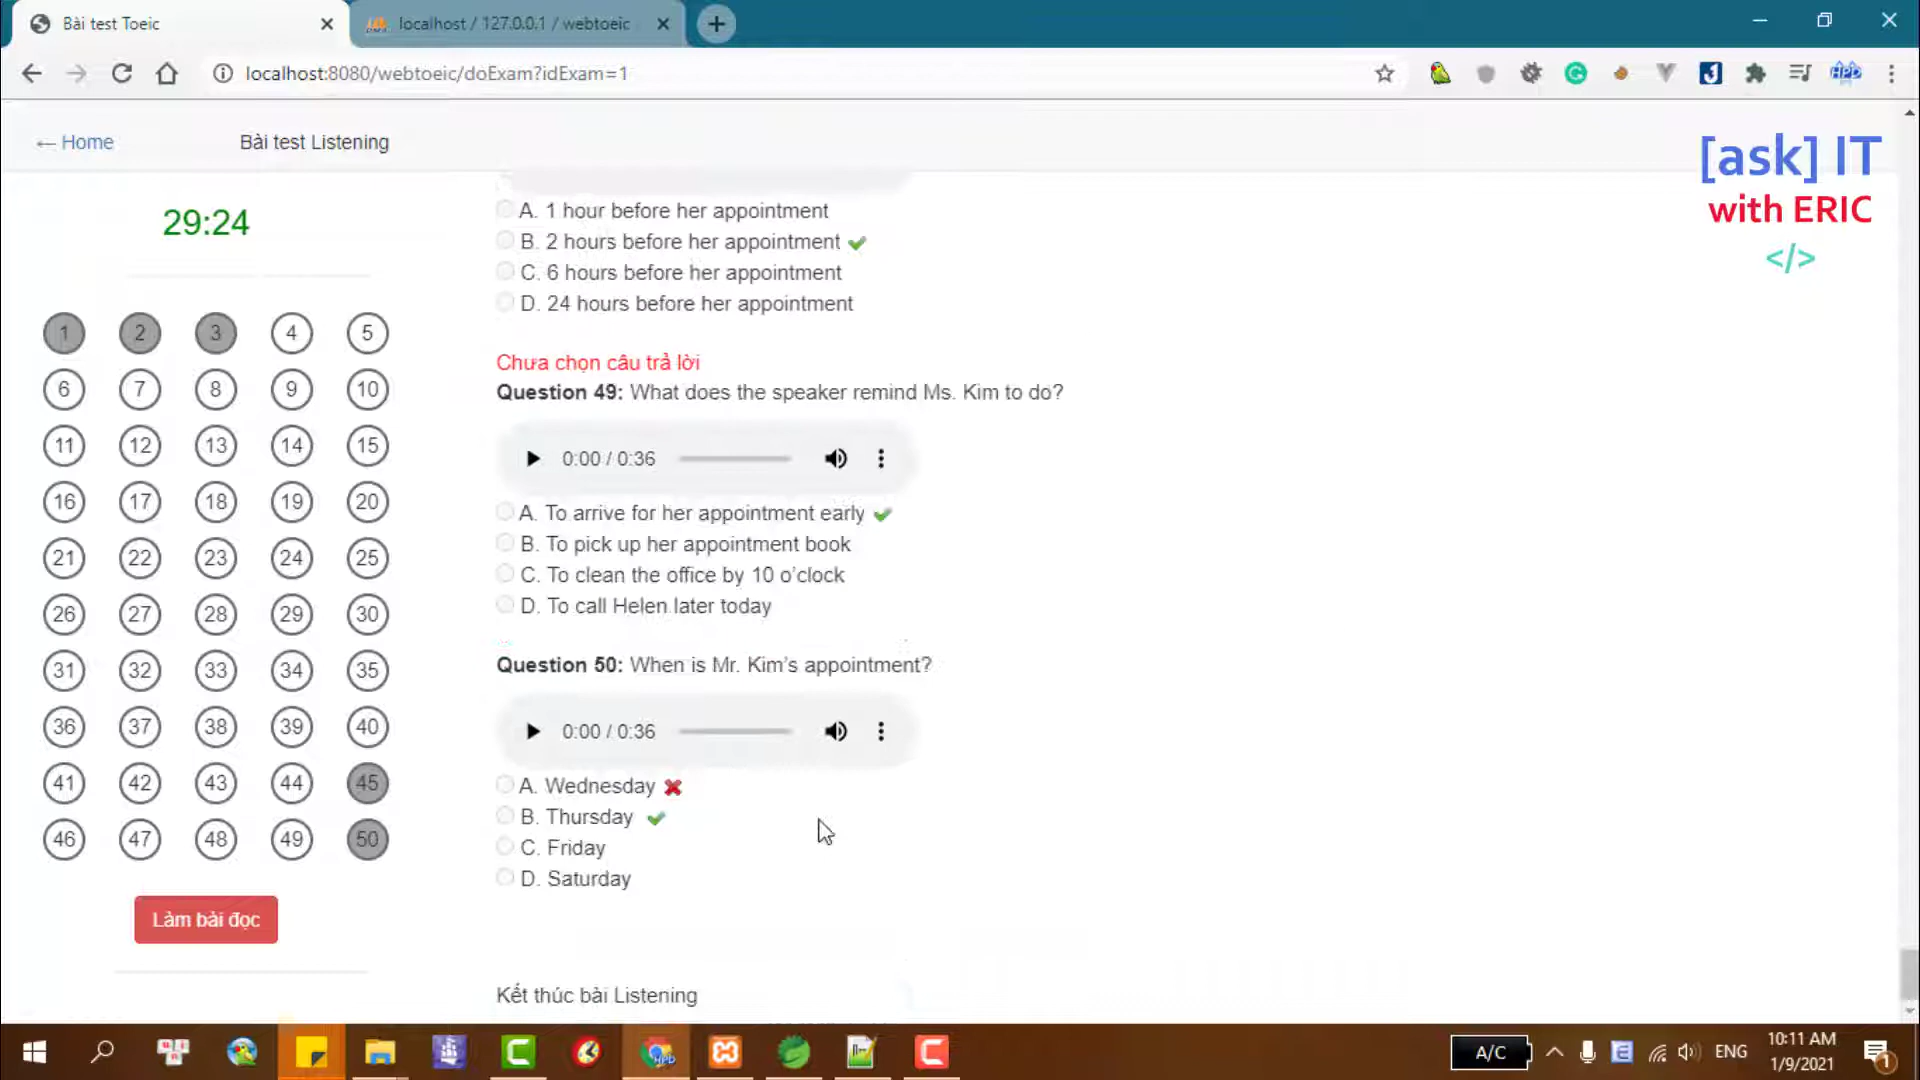 Bài test Toeic
localhost / 127.0.0.1 / webtoeic
localhost:8080/webtoeic/doExam?idExam=1
← Home
Bài test Listening
[ask] IT
with ERIC
</>
29:24
1 2 3 4 5
6 7 8 9 10
11 12 13 14 15
16 17 18 19 20
21 22 23 24 25
26 27 28 29 30
31 32 33 34 35
36 37 38 39 40
41 42 43 44 45
46 47 48 49 50
Làm bài đọc
A. 1 hour before her appointment
B. 2 hours before her appointment
C. 6 hours before her appointment
D. 24 hours before her appointment
Chưa chọn câu trả lời
Question 49: What does the speaker remind Ms. Kim to do?
0:00 / 0:36
A. To arrive for her appointment early
B. To pick up her appointment book
C. To clean the office by 10 o’clock
D. To call Helen later today
Question 50: When is Mr. Kim’s appointment?
0:00 / 0:36
A. Wednesday
B. Thursday
C. Friday
D. Saturday
Kết thúc bài Listening
A/C
ENG
10:11 AM
1/9/2021
1